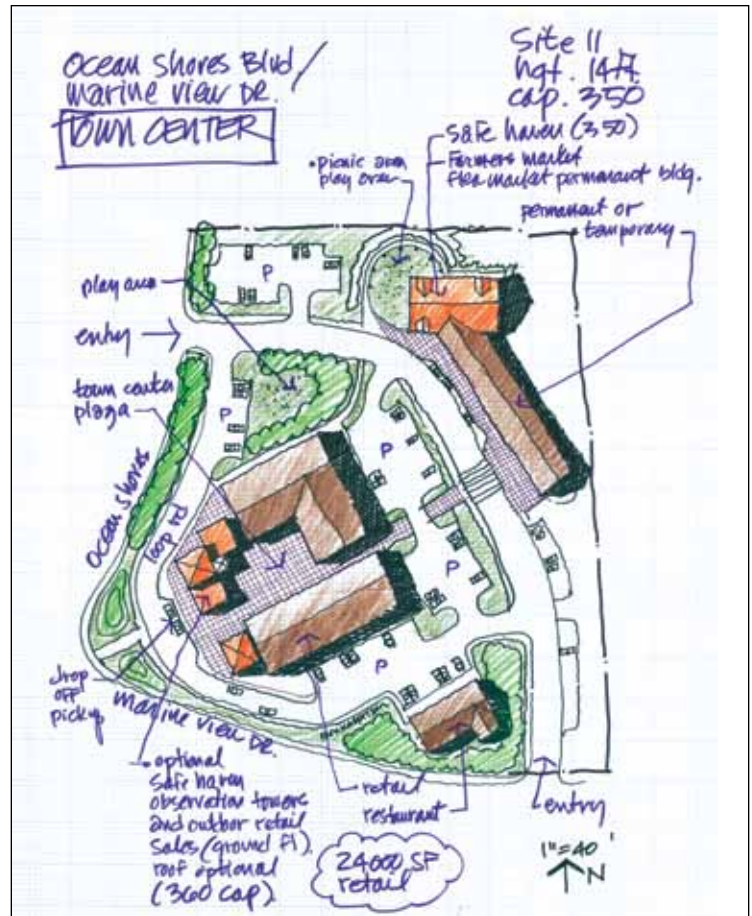 Ocean Shores Blvd/
marine view DR.
TOWN CENTER
Site 11
hgt. 14 ft.
cap. 350
safe haven (350)
Farmers market
flea market permanant bldg.
permanant or
temporary
• picnic area
play area
play area
entry
town center
plaza
P
P
P
P
P
Ocean shores
loop rd
drop
off
pickup
marine view DR.
• optional
safe haven
observation towers
and outdoor retail
sales (ground fl).
roof optional
(360 cap)
retail
restaurant
24000 SF
retail
entry
1"=40'
N